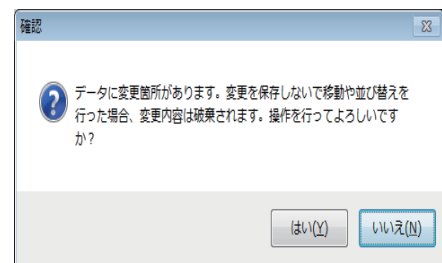 確認
データに変更箇所があります。変更を保存しないで移動や並び替えを
行った場合、変更内容は破棄されます。操作を行ってよろしいです
か？
はい(Y)
いいえ(N)